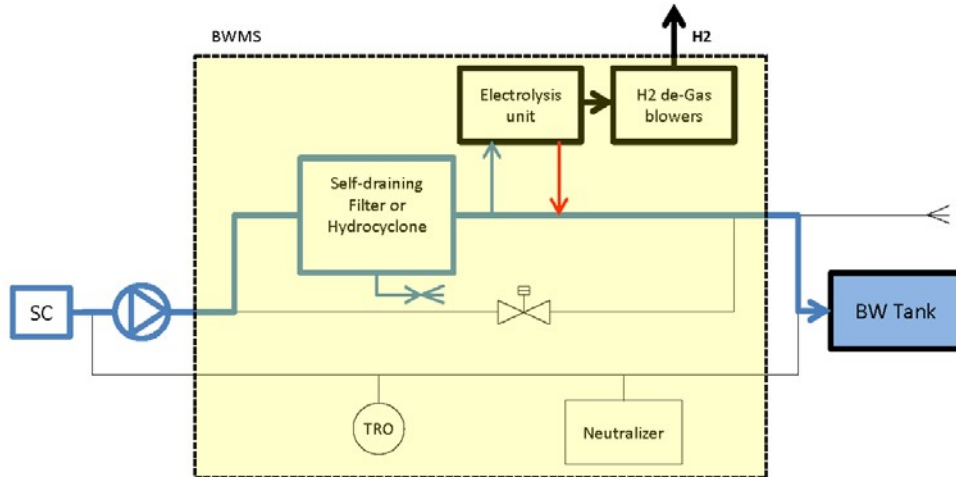 BWMS
H2
Electrolysis
unit
H2 de-Gas
blowers
Self-draining
Filter or
Hydrocyclone
SC
BW Tank
TRO
Neutralizer